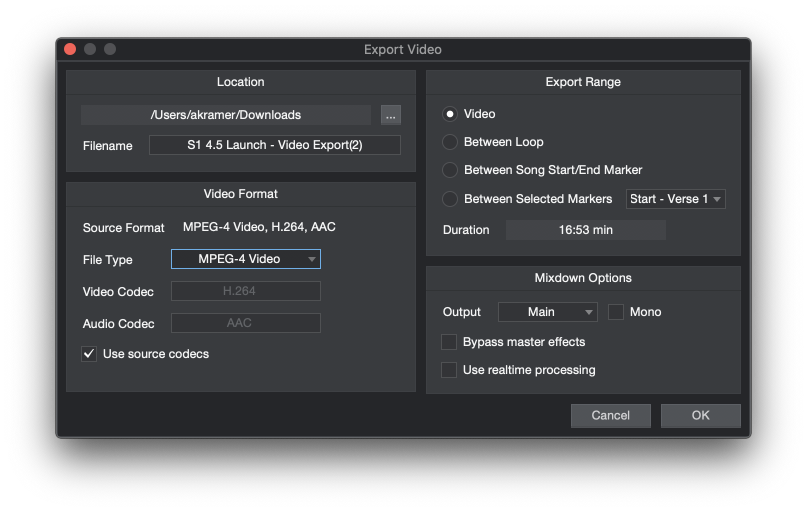 Export Video
Location
/Users/akramer/Downloads
...
Filename
S1 4.5 Launch - Video Export(2)
Video Format
Source Format
MPEG-4 Video, H.264, AAC
File Type
MPEG-4 Video
Video Codec
H.264
Audio Codec
AAC
Use source codecs
Export Range
Video
Between Loop
Between Song Start/End Marker
Between Selected Markers
Start - Verse 1
Duration
16:53 min
Mixdown Options
Output
Main
Mono
Bypass master effects
Use realtime processing
Cancel
OK